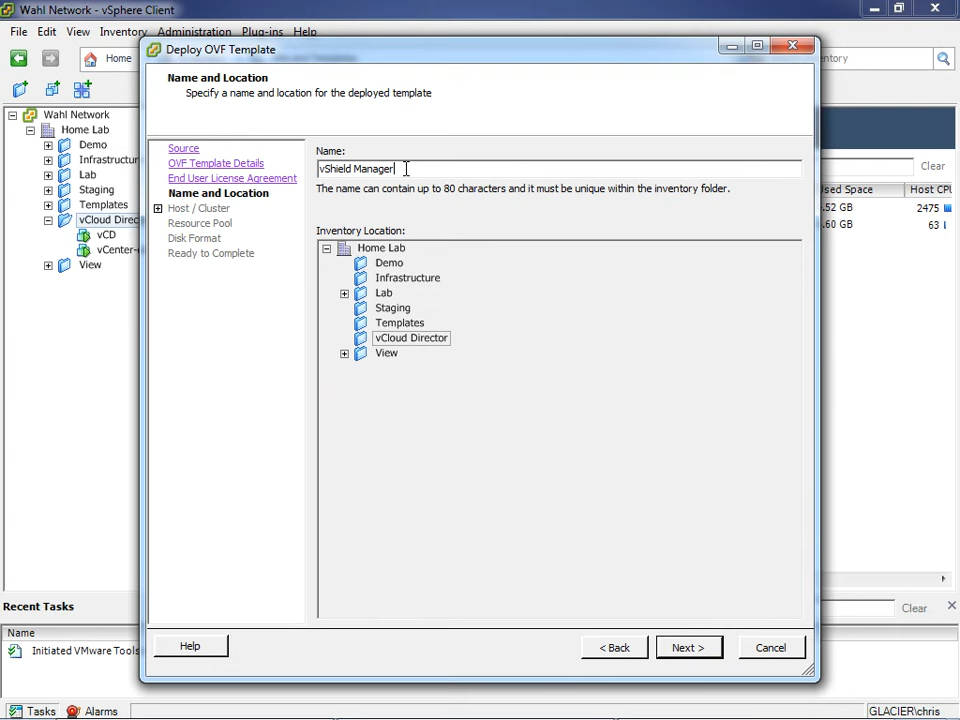 Wahl Network - vSphere Client
File Edit View Inventory Administration Plug-ins Help
Home
Deploy OVF Template
Name and Location
Specify a name and location for the deployed template
Wahl Network
Home Lab
Demo
Infrastructur
Lab
Staging
Templates
vCloud Direc
vCD
vCenter-
View
Source
OVF Template Details
End User License Agreement
Name and Location
Host / Cluster
Resource Pool
Disk Format
Ready to Complete
Name:
vShield Manager
The name can contain up to 80 characters and it must be unique within the inventory folder.
Inventory Location:
Home Lab
Demo
Infrastructure
Lab
Staging
Templates
vCloud Director
View
Clear
Used Space Host CPU
.52 GB 2475
.60 GB 63
Help
< Back
Next >
Cancel
Recent Tasks
Clear
Name
Initiated VMware Tools
Tasks
Alarms
GLACIER\chris